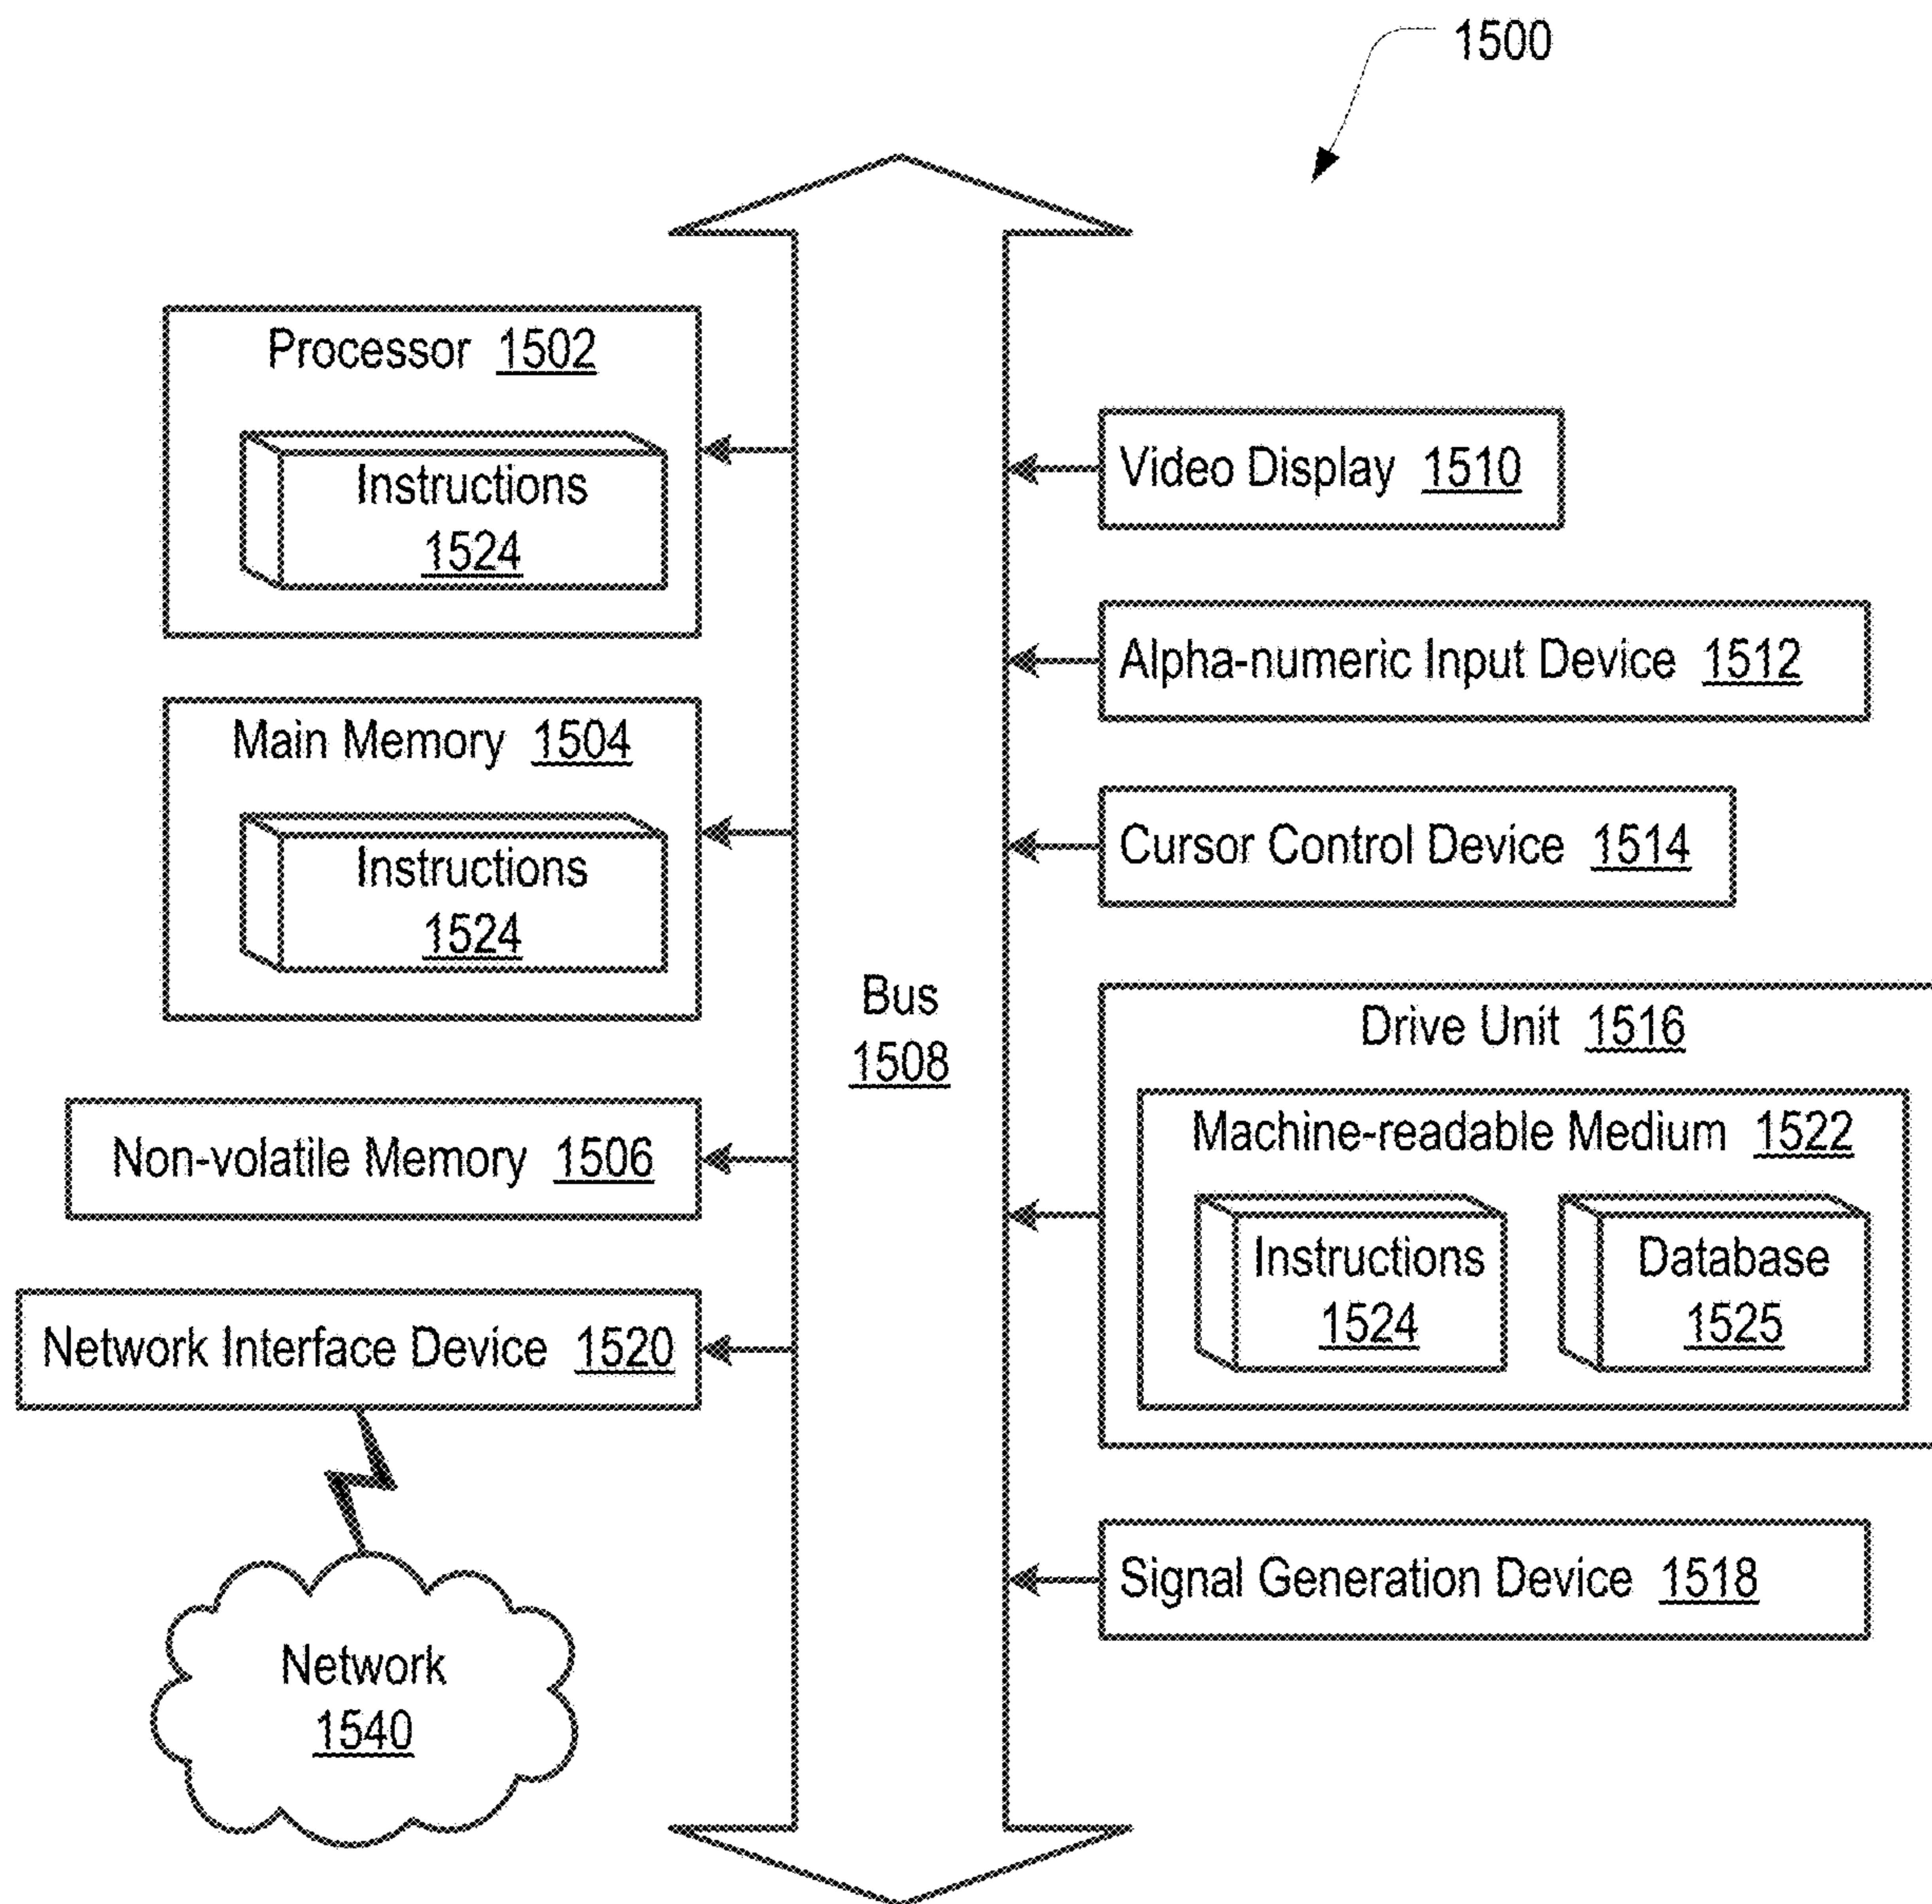 1500
Processor 1502
Instructions
1524
Main Memory 1504
Instructions
1524
Non-volatile Memory 1506
Network Interface Device 1520
Network
1540
Bus
1508
Video Display 1510
Alpha-numeric Input Device 1512
Cursor Control Device 1514
Drive Unit 1516
Machine-readable Medium 1522
Instructions
1524
Database
1525
Signal Generation Device 1518